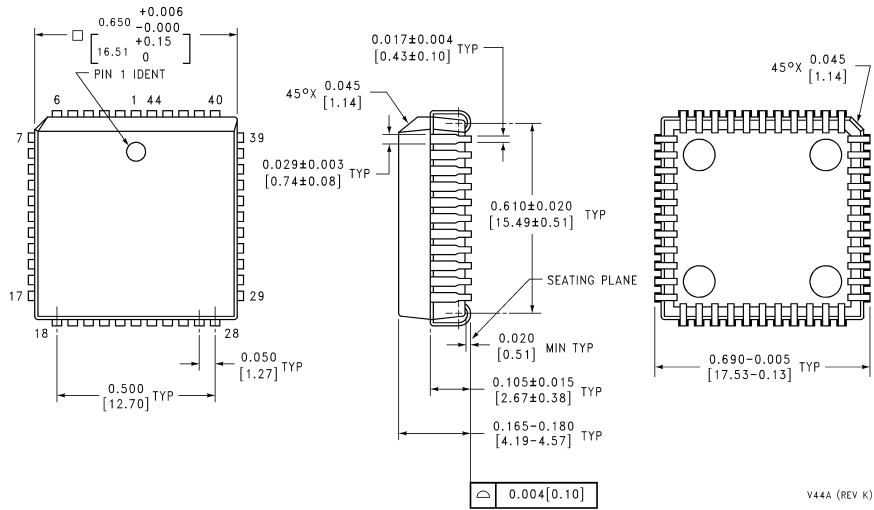 0.650 +0.006 -0.000
[16.51 +0.15 0]
PIN 1 IDENT
6 1 44 40
7
39
17
29
18
28
0.050
[1.27] TYP
0.500
[12.70] TYP
0.017±0.004
[0.43±0.10] TYP
45°X 0.045
[1.14]
0.029±0.003
[0.74±0.08] TYP
0.610±0.020
[15.49±0.51] TYP
SEATING PLANE
0.020
[0.51] MIN TYP
0.105±0.015
[2.67±0.38] TYP
0.165-0.180
[4.19-4.57] TYP
0.004[0.10]
45°X 0.045
[1.14]
0.690-0.005
[17.53-0.13] TYP
V44A (REV K)